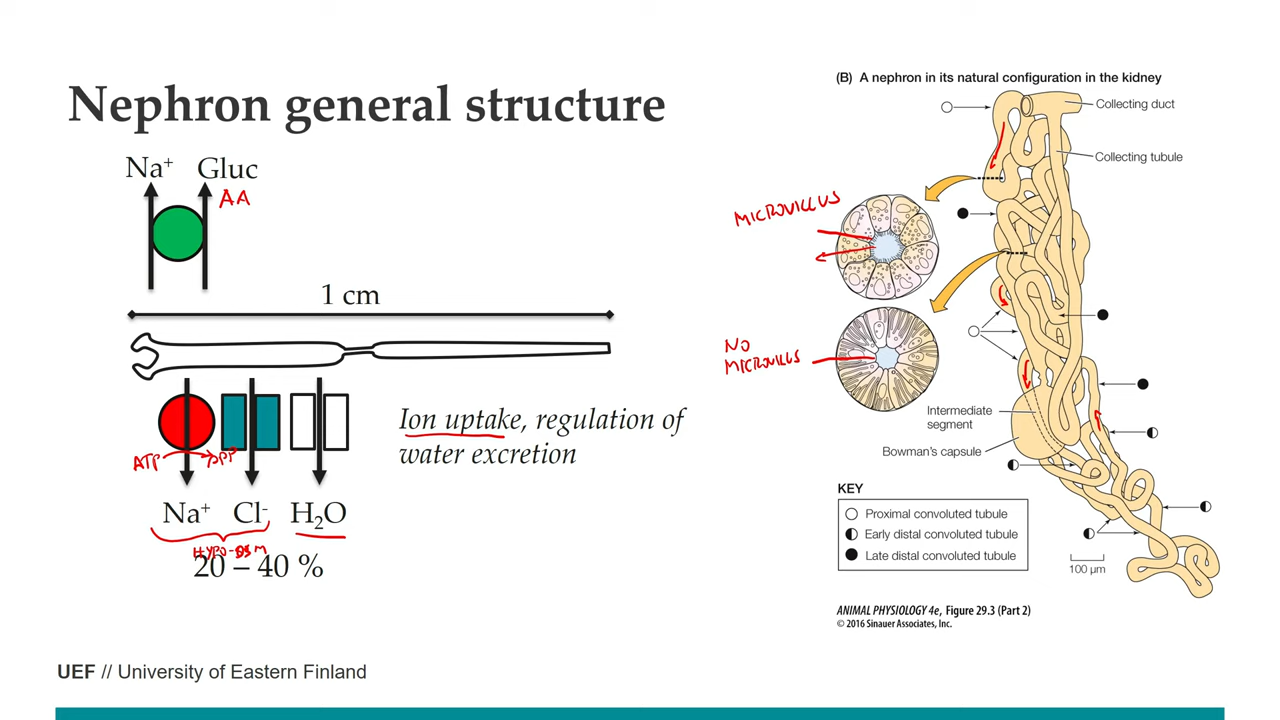 Nephron general structure
Na+ Gluc
AA
1 cm
ATP
Ion uptake, regulation of
water excretion
Na+ Cl- H2O
HYPO-OSM
20 – 40 %
(B) A nephron in its natural configuration in the kidney
Collecting duct
Collecting tubule
MICROVILLUS
NO
MICROVILLUS
Intermediate
segment
Bowman's capsule
KEY
Proximal convoluted tubule
Early distal convoluted tubule
Late distal convoluted tubule
100 µm
ANIMAL PHYSIOLOGY 4e, Figure 29.3 (Part 2)
© 2016 Sinauer Associates, Inc.
UEF // University of Eastern Finland